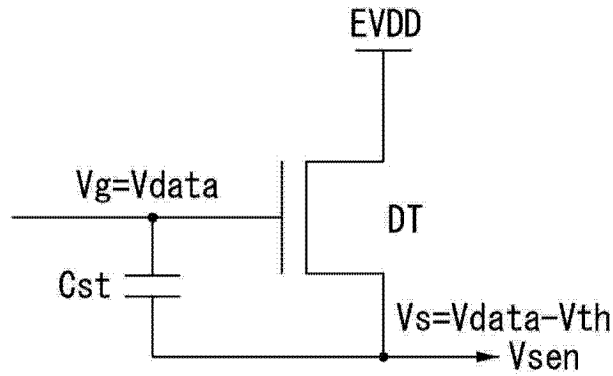 EVDD
Vg=Vdata
DT
Cst
Vs=Vdata-Vth
Vsen